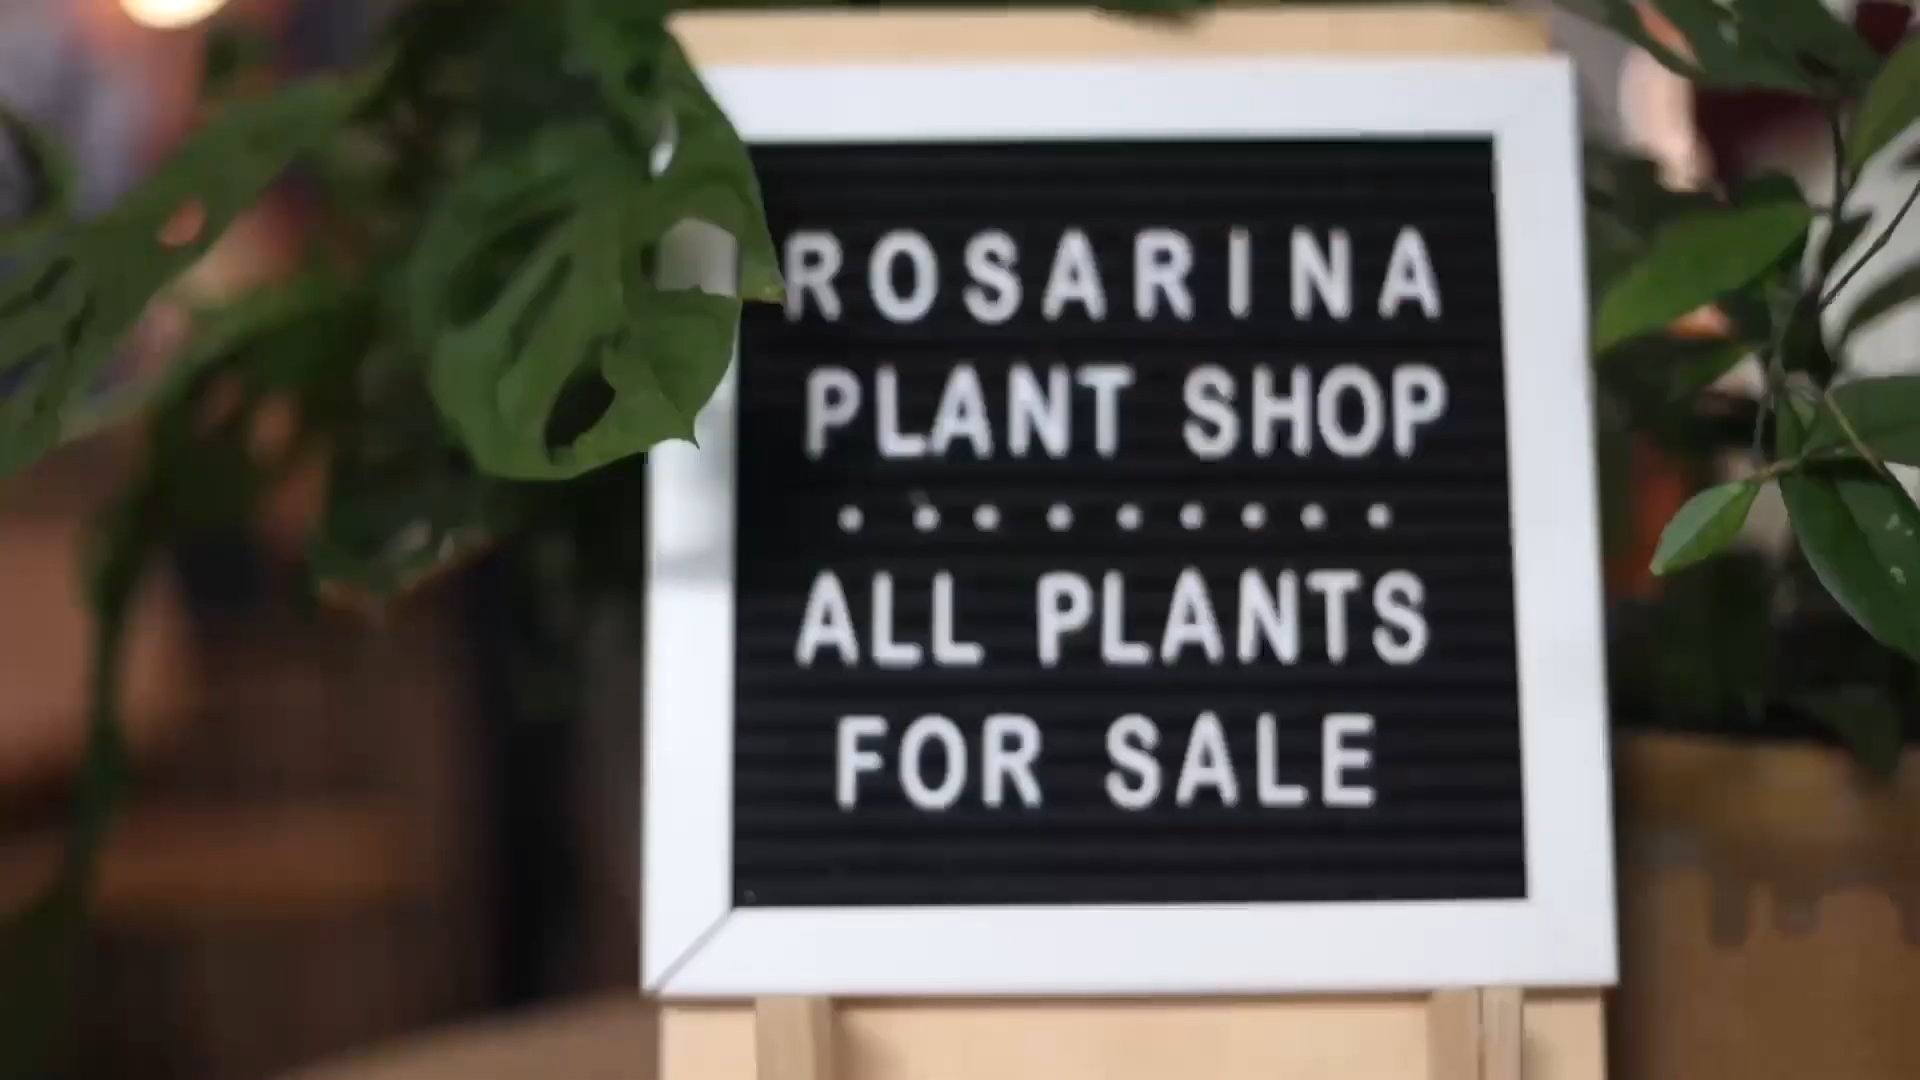 ROSARINA
PLANT SHOP
• • • • • • • • •
ALL PLANTS
FOR SALE